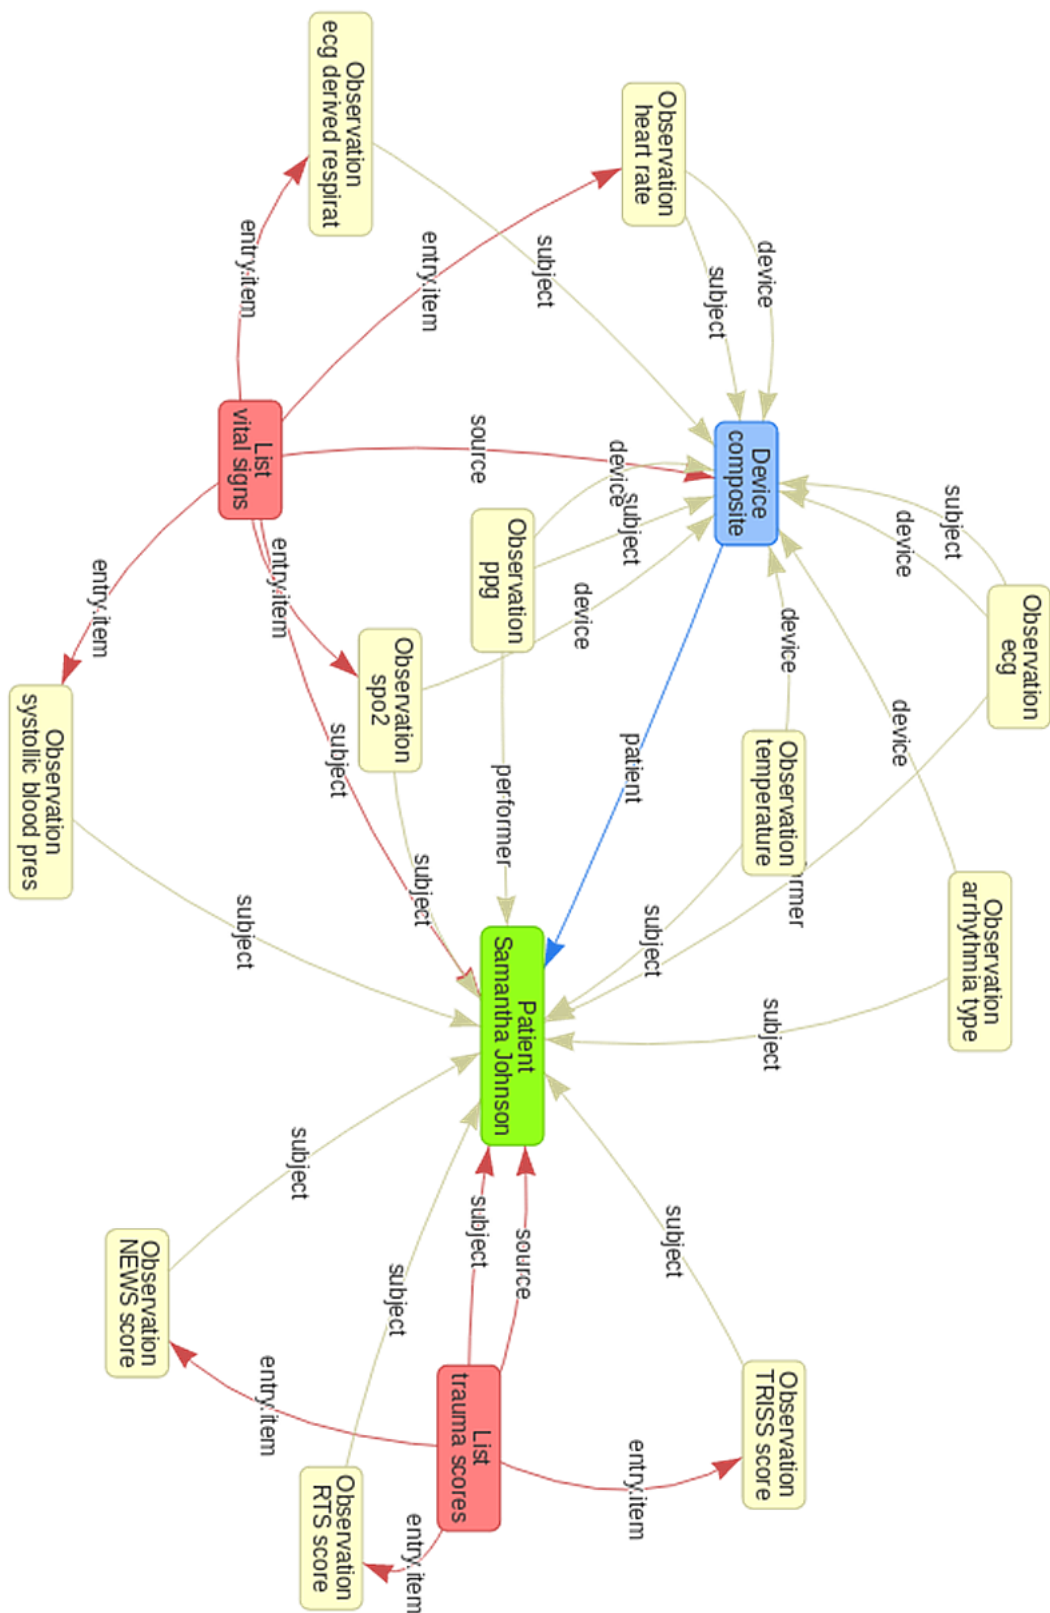 Observation
ecg
Observation
arrhythmia type
subject
device
device
rmer
device
Observation
temperature
Observation
TRISS score
subject
device
Device
composite
subject
subject
subject
Observation
heart rate
entry.item
patient
subject
device
device
subject
source
Patient
Samantha Johnson
performer
Observation
ppg
source
subject
List
trauma scores
entry.item
subject
entry.item
Observation
spo2
subject
Observation
ecg derived respirat
subject
Observation
RTS score
subject
entry.item
entry.item
List
vital signs
entry.item
subject
Observation
NEWS score
entry.item
Observation
systollic blood pres